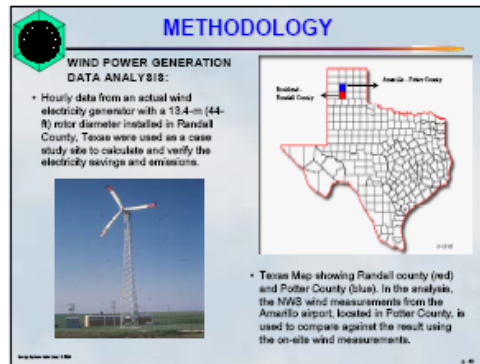 METHODOLOGY
WIND POWER GENERATION
DATA ANALYSIS:
• Hourly data from an actual wind
electricity generator with a 13.4-m (44-
ft) rotor diameter installed in Randall
County, Texas were used as a case
study site to calculate and verify the
electricity savings and emissions.
Amarillo - Potter County
Randall County
• Texas Map showing Randall county (red)
and Potter County (blue). In the analysis,
the NWS wind measurements from the
Amarillo airport, located in Potter County, is
used to compare against the result using
the on-site wind measurements.